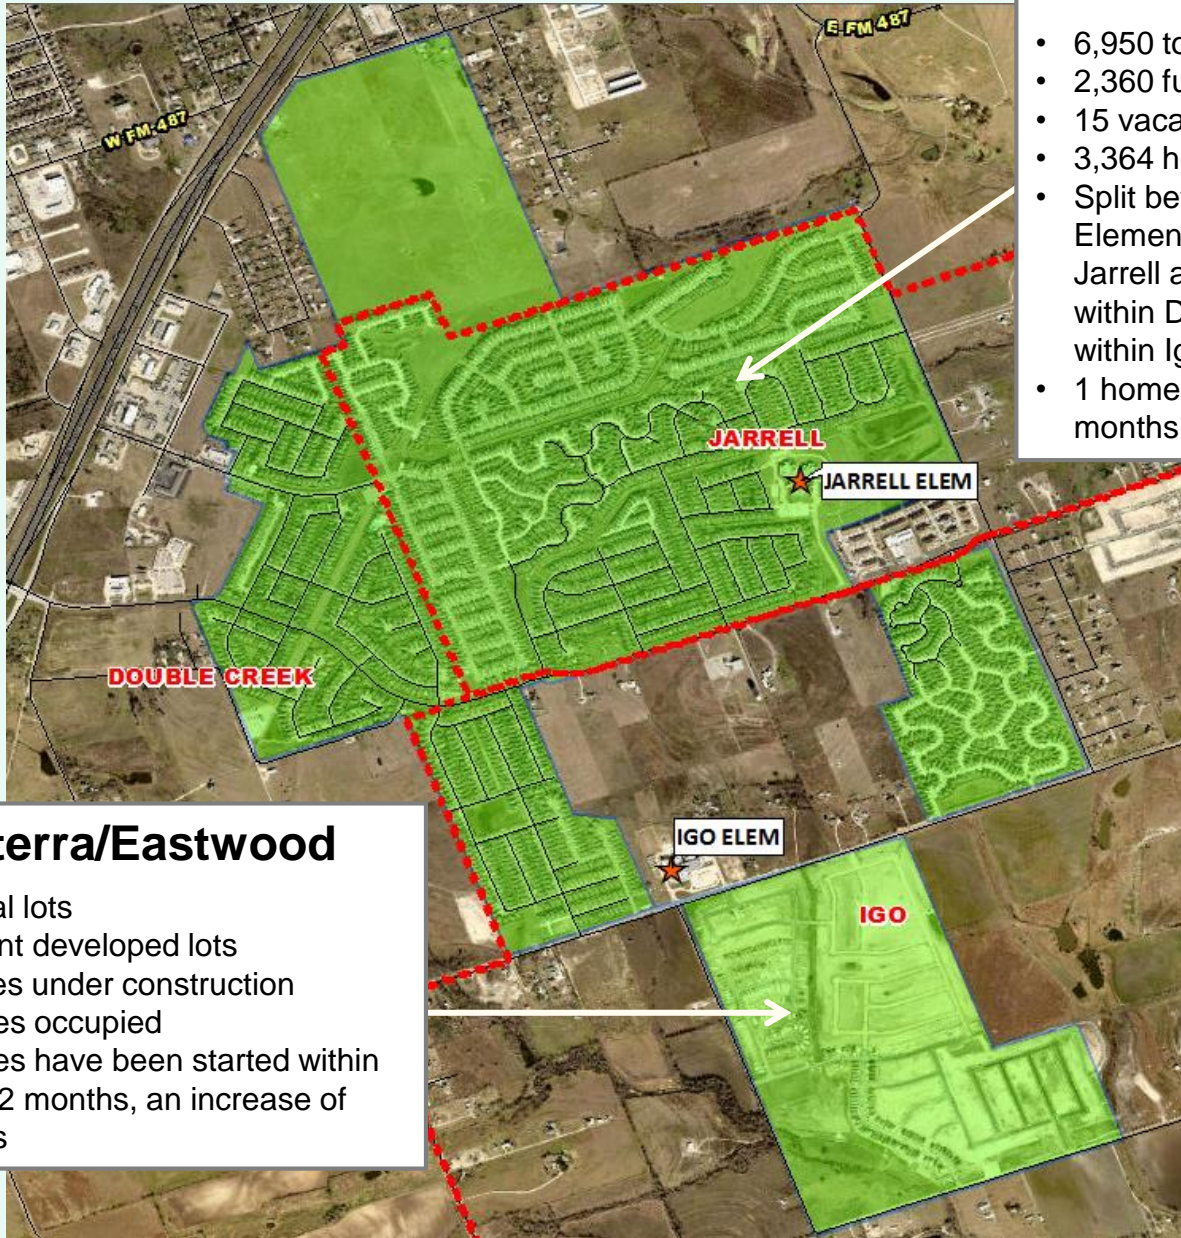 E FM 487
W FM 487
• 6,950 to
• 2,360 fu
• 15 vaca
• 3,364 h
• Split be
Elemen
Jarrell a
within D
within Ig
• 1 home
months
JARRELL
JARRELL ELEM
DOUBLE CREEK
IGO ELEM
IGO
terra/Eastwood
al lots
nt developed lots
es under construction
es occupied
es have been started within
2 months, an increase of
s